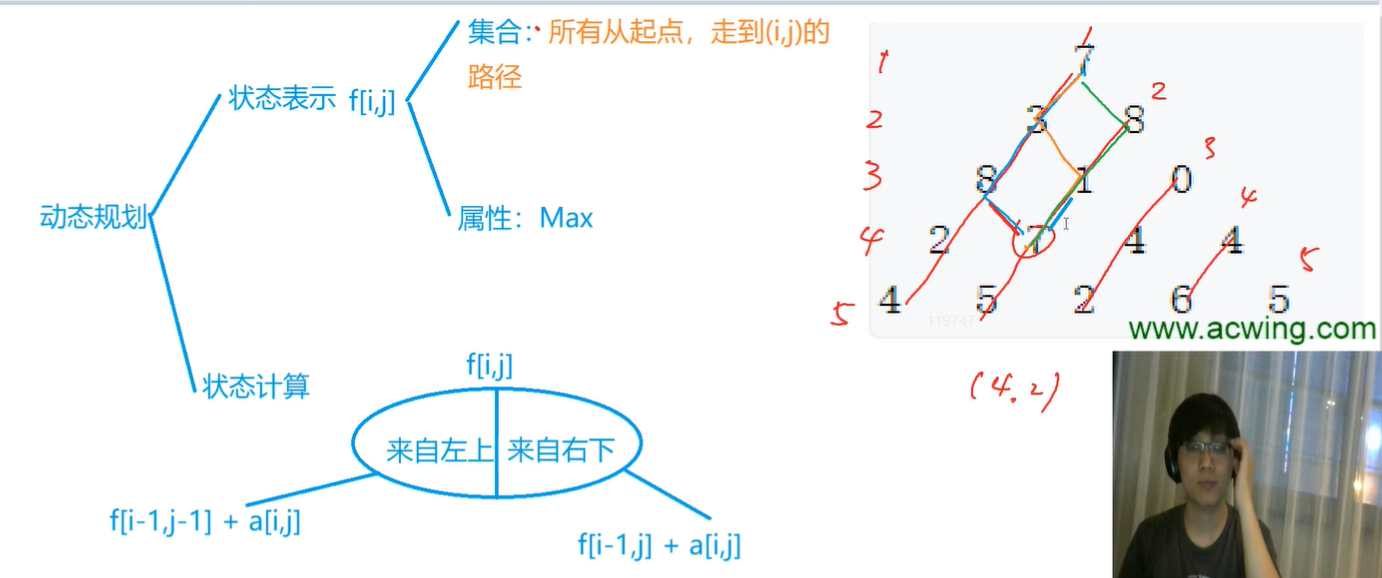 集合：所有从起点，走到(i,j)的
路径
状态表示 f[i,j]
动态规划
属性：Max
状态计算
f[i,j]
来自左上 来自右下
f[i-1,j-1] + a[i,j]
f[i-1,j] + a[i,j]
1 7 1
2 3 8 2
3 8 1 0 3
4 2 7 4 4 4
5 4 5 2 6 5 5
119747
www.acwing.com
(4.2)